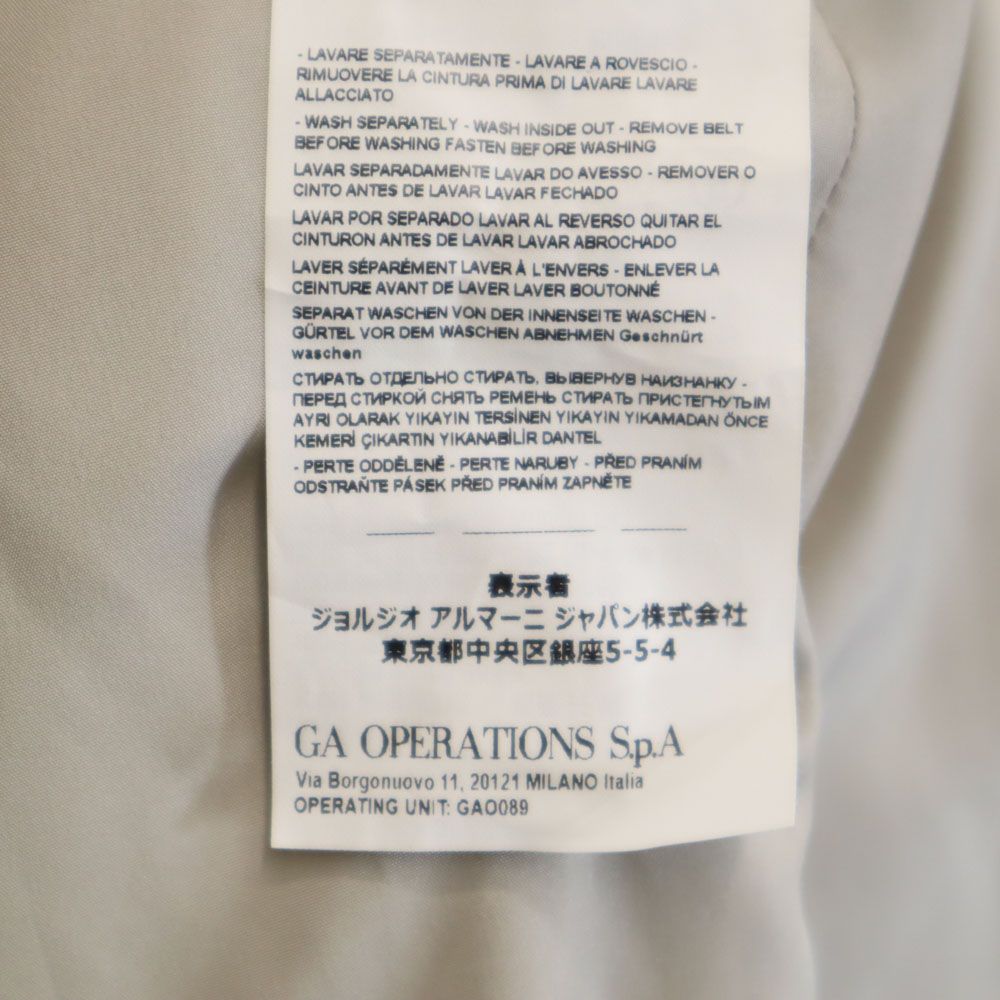 - LAVARE SEPARATAMENTE - LAVARE A ROVESCIO -
RIMUOVERE LA CINTURA PRIMA DI LAVARE LAVARE
ALLACCIATO
- WASH SEPARATELY - WASH INSIDE OUT - REMOVE BELT
BEFORE WASHING FASTEN BEFORE WASHING
LAVAR SEPARADAMENTE LAVAR DO AVESSO - REMOVER O
CINTO ANTES DE LAVAR LAVAR FECHADO
LAVAR POR SEPARADO LAVAR AL REVERSO QUITAR EL
CINTURON ANTES DE LAVAR LAVAR ABROCHADO
LAVER SÉPARÉMENT LAVER À L'ENVERS - ENLEVER LA
CEINTURE AVANT DE LAVER LAVER BOUTONNÉ
SEPARAT WASCHEN VON DER INNENSEITE WASCHEN -
GÜRTEL VOR DEM WASCHEN ABNEHMEN Geschnürt
waschen
СТИРАТЬ ОТДЕЛЬНО СТИРАТЬ, ВЫВЕРНУВ НАИЗНАНКУ -
ПЕРЕД СТИРКОЙ СНЯТЬ РЕМЕНЬ СТИРАТЬ ПРИСТЕГНУТЫМ
AYRI OLARAK YIKAYIN TERSİNEN YIKAYIN YIKAMADAN ÖNCE
KEMERİ ÇIKARTIN YIKANABİLİR DANTEL
- PERTE ODDĚLENĚ - PERTE NARUBY - PŘED PRANÍM
ODSTRAŇTE PÁSEK PŘED PRANÍM ZAPNĚTE
表示者
ジョルジオ アルマーニ ジャパン株式会社
東京都中央区銀座5-5-4
GA OPERATIONS S.p.A
Via Borgonuovo 11, 20121 MILANO Italia
OPERATING UNIT: GAO089